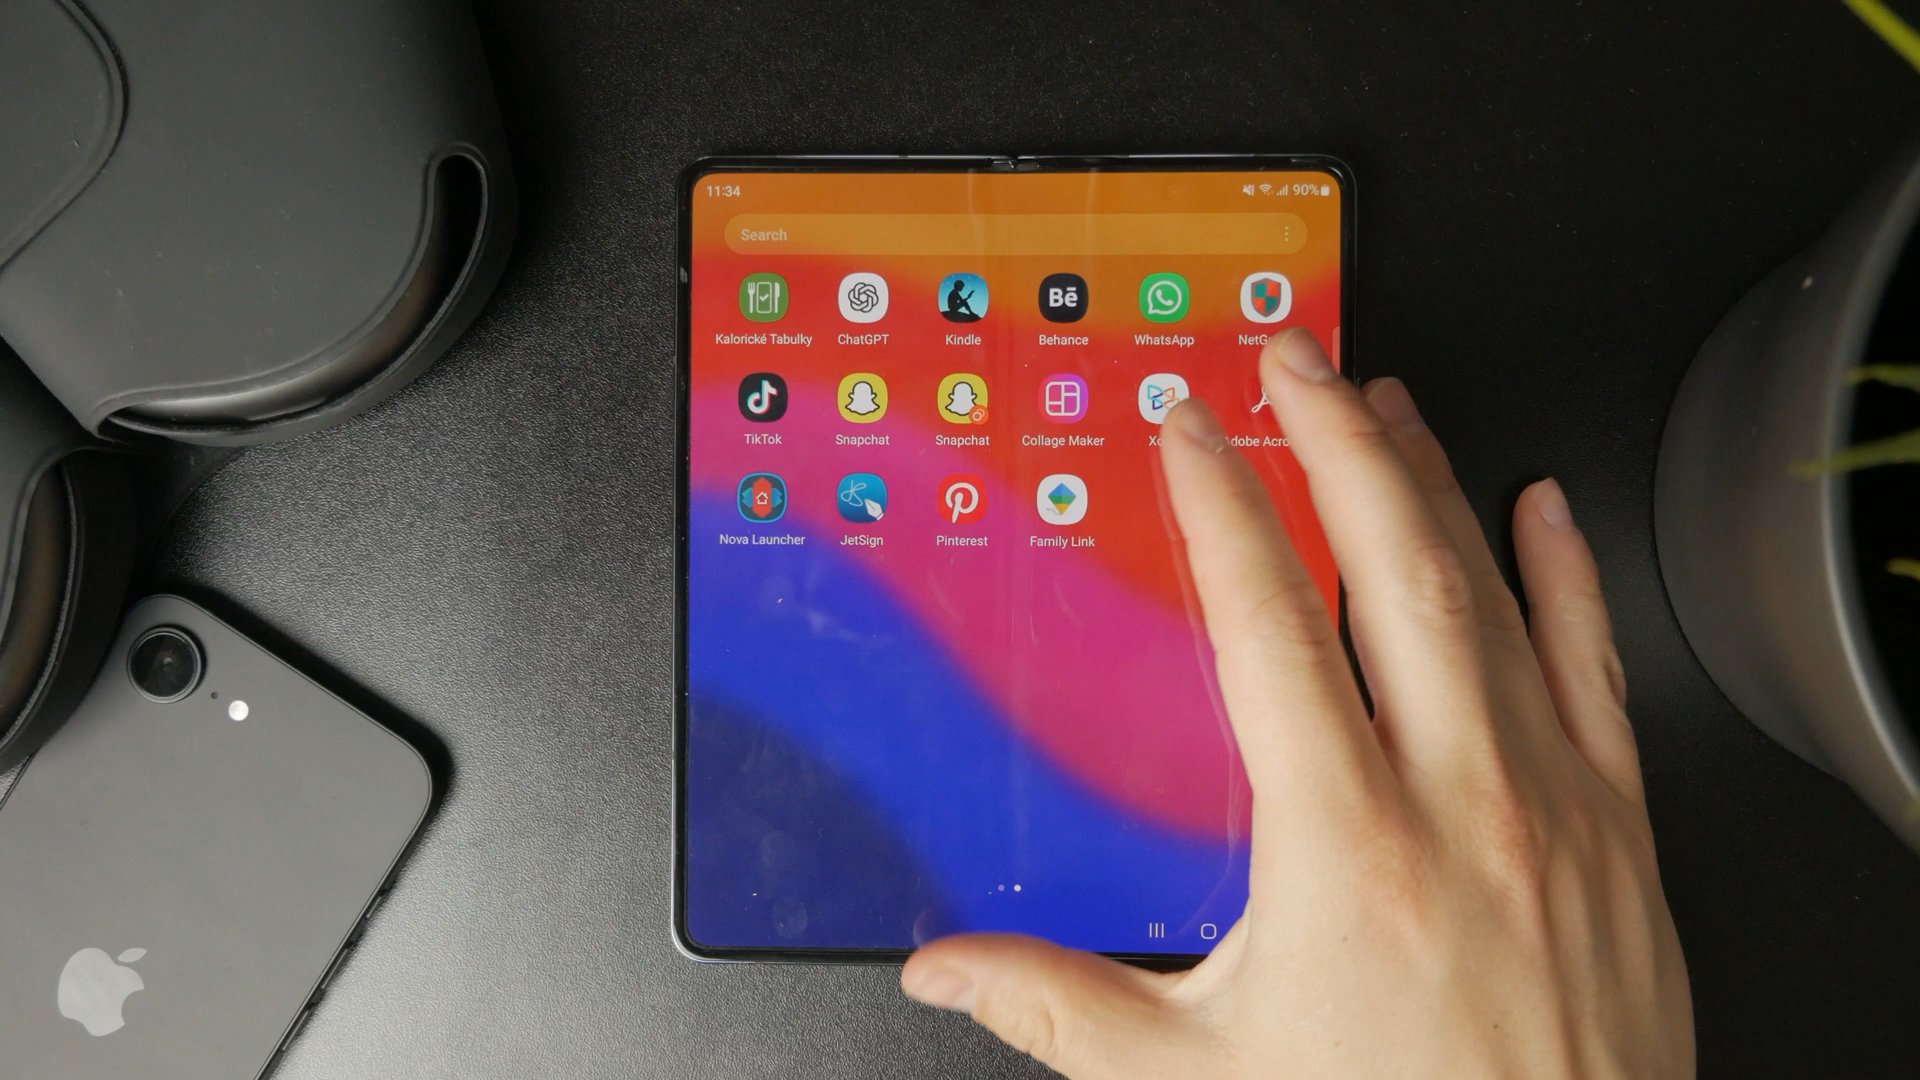 11:34 90%
Search
Kalorické Tabulky ChatGPT Kindle Bē Behance WhatsApp
TikTok Snapchat Snapchat Collage Maker
Nova Launcher JetSign Pinterest Family Link